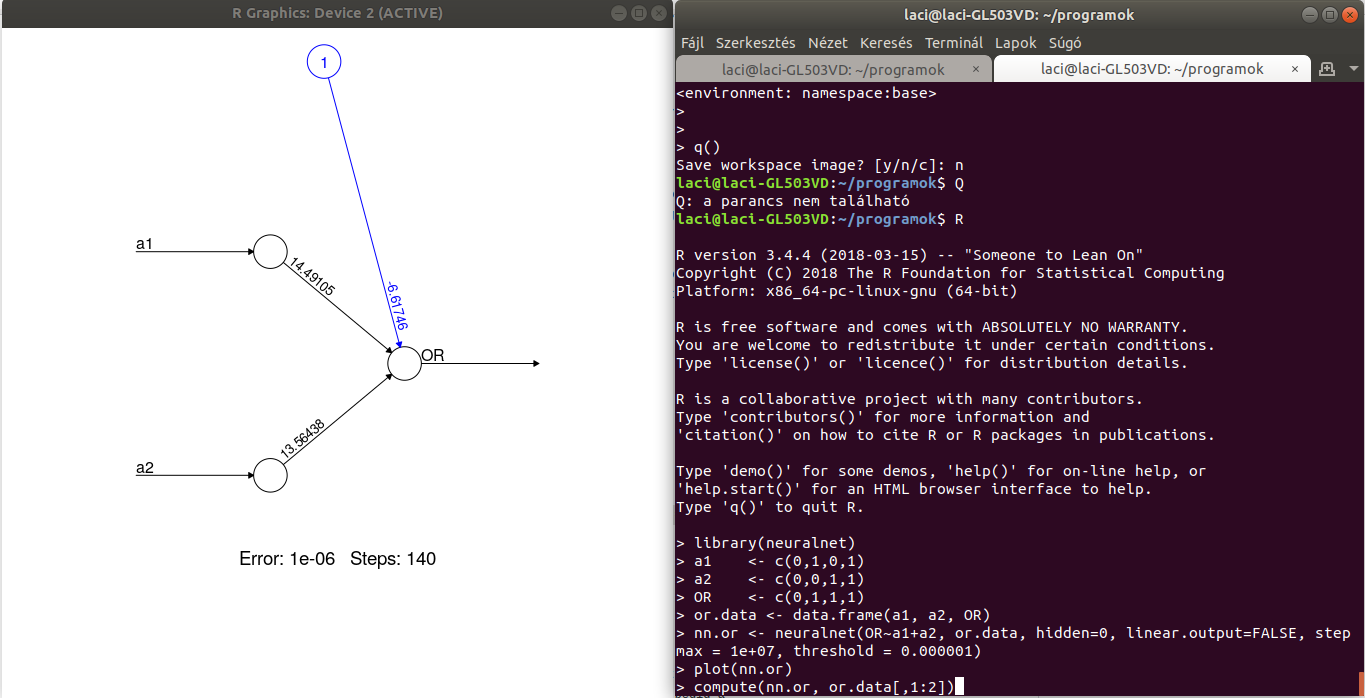 R Graphics: Device 2 (ACTIVE)
1
a1
14.49105
-6.61746
OR
13.56438
a2
Error: 1e-06 Steps: 140
laci@laci-GL503VD: ~/programok
Fájl Szerkesztés Nézet Keresés Terminál Lapok Súgó
laci@laci-GL503VD: ~/programok × laci@laci-GL503VD: ~/programok ×
<environment: namespace:base>
>
>
> q()
Save workspace image? [y/n/c]: n
laci@laci-GL503VD:~/programok$ Q
Q: a parancs nem található
laci@laci-GL503VD:~/programok$ R
R version 3.4.4 (2018-03-15) -- "Someone to Lean On"
Copyright (C) 2018 The R Foundation for Statistical Computing
Platform: x86_64-pc-linux-gnu (64-bit)
R is free software and comes with ABSOLUTELY NO WARRANTY.
You are welcome to redistribute it under certain conditions.
Type 'license()' or 'licence()' for distribution details.
R is a collaborative project with many contributors.
Type 'contributors()' for more information and
'citation()' on how to cite R or R packages in publications.
Type 'demo()' for some demos, 'help()' for on-line help, or
'help.start()' for an HTML browser interface to help.
Type 'q()' to quit R.
> library(neuralnet)
> a1    <- c(0,1,0,1)
> a2    <- c(0,0,1,1)
> OR    <- c(0,1,1,1)
> or.data <- data.frame(a1, a2, OR)
> nn.or <- neuralnet(OR~a1+a2, or.data, hidden=0, linear.output=FALSE, step
max = 1e+07, threshold = 0.000001)
> plot(nn.or)
> compute(nn.or, or.data[,1:2])